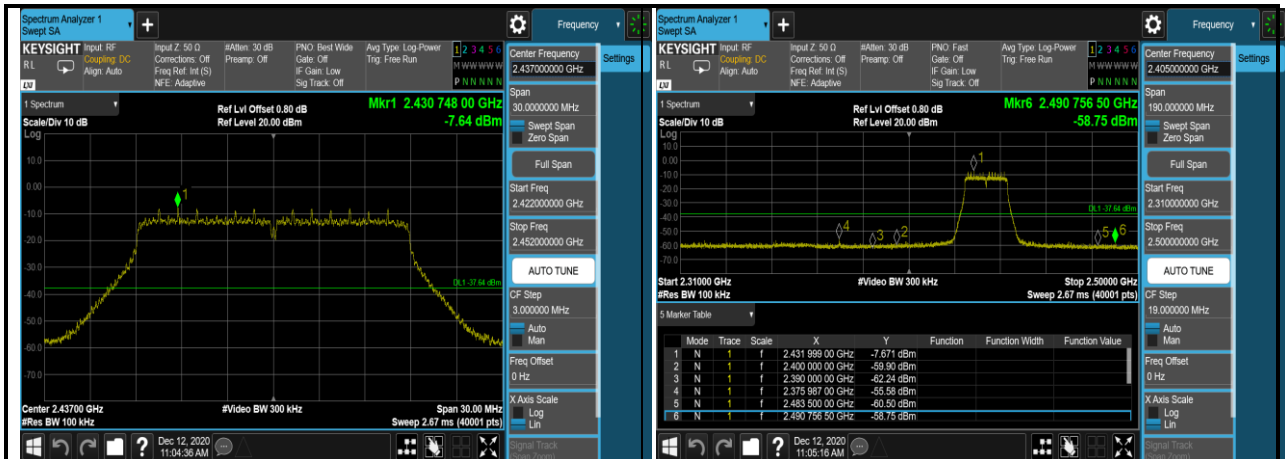 Spectrum Analyzer 1
Swept SA
Frequency
KEYSIGHT
RL
LXI
Input: RF
Coupling: DC
Align: Auto
Input Z: 50 Ω
Corrections: Off
Freq Ref: Int (S)
NFE: Adaptive
#Atten: 30 dB
Preamp: Off
PNO: Best Wide
Gate: Off
IF Gain: Low
Sig Track: Off
Avg Type: Log-Power
Trig: Free Run
1 2 3 4 5 6
M W W W W W
P N N N N N
1 Spectrum
Scale/Div 10 dB
Ref Lvl Offset 0.80 dB
Ref Level 20.00 dBm
Mkr1 2.430 748 00 GHz
-7.64 dBm
Log
10.0
0.00
-10.0
-20.0
-30.0
-40.0
-50.0
-60.0
-70.0
1
DL1 -37.64 dBm
Center 2.43700 GHz
#Res BW 100 kHz
#Video BW 300 kHz
Span 30.00 MHz
Sweep 2.67 ms (40001 pts)
Dec 12, 2020
11:04:36 AM
Center Frequency
2.437000000 GHz
Span
30.0000000 MHz
Swept Span
Zero Span
Full Span
Start Freq
2.422000000 GHz
Stop Freq
2.452000000 GHz
AUTO TUNE
CF Step
3.000000 MHz
Auto
Man
Freq Offset
0 Hz
X Axis Scale
Log
Lin
Signal Track
(Span Zoom)
Settings
Spectrum Analyzer 1
Swept SA
Frequency
KEYSIGHT
RL
LXI
Input: RF
Coupling: DC
Align: Auto
Input Z: 50 Ω
Corrections: Off
Freq Ref: Int (S)
NFE: Adaptive
#Atten: 30 dB
Preamp: Off
PNO: Fast
Gate: Off
IF Gain: Low
Sig Track: Off
Avg Type: Log-Power
Trig: Free Run
1 2 3 4 5 6
M W W W W W
P N N N N N
1 Spectrum
Scale/Div 10 dB
Ref Lvl Offset 0.80 dB
Ref Level 20.00 dBm
Mkr6 2.490 756 50 GHz
-58.75 dBm
Log
10.0
0.00
-10.0
-20.0
-30.0
-40.0
-50.0
-60.0
-70.0
1
DL1 -37.64 dBm
4
3
2
5
6
Start 2.31000 GHz
#Res BW 100 kHz
#Video BW 300 kHz
Stop 2.50000 GHz
Sweep 2.67 ms (40001 pts)
5 Marker Table
Mode Trace Scale X Y Function Function Width Function Value
1 N 1 f 2.431 999 00 GHz -7.671 dBm
2 N 1 f 2.400 000 00 GHz -59.90 dBm
3 N 1 f 2.390 000 00 GHz -62.24 dBm
4 N 1 f 2.375 987 00 GHz -55.58 dBm
5 N 1 f 2.483 500 00 GHz -60.50 dBm
6 N 1 f 2.490 756 50 GHz -58.75 dBm
Dec 12, 2020
11:05:16 AM
Center Frequency
2.405000000 GHz
Span
190.000000 MHz
Swept Span
Zero Span
Full Span
Start Freq
2.310000000 GHz
Stop Freq
2.500000000 GHz
AUTO TUNE
CF Step
19.000000 MHz
Auto
Man
Freq Offset
0 Hz
X Axis Scale
Log
Lin
Signal Track
(Span Zoom)
Settings